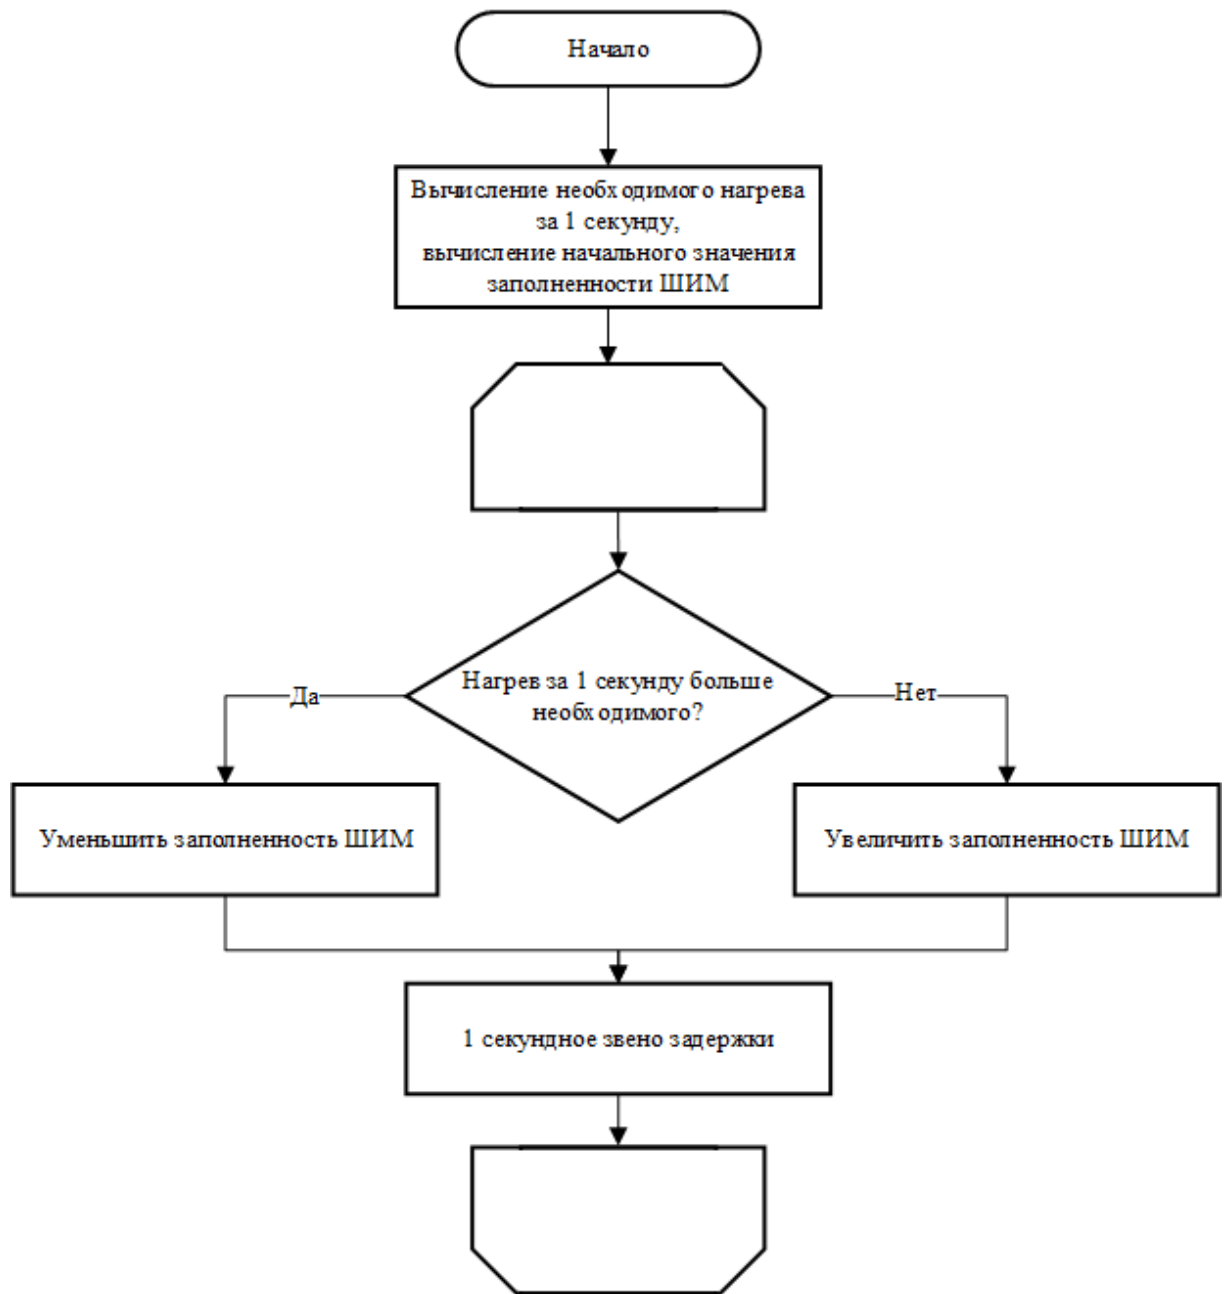 Начало
Вычисление необходимого нагрева
за 1 секунду,
вычисление начального значения
заполненности ШИМ
Нагрев за 1 секунду больше
необходимого?
Да
Нет
Уменьшить заполненность ШИМ
Увеличить заполненность ШИМ
1 секундное звено задержки